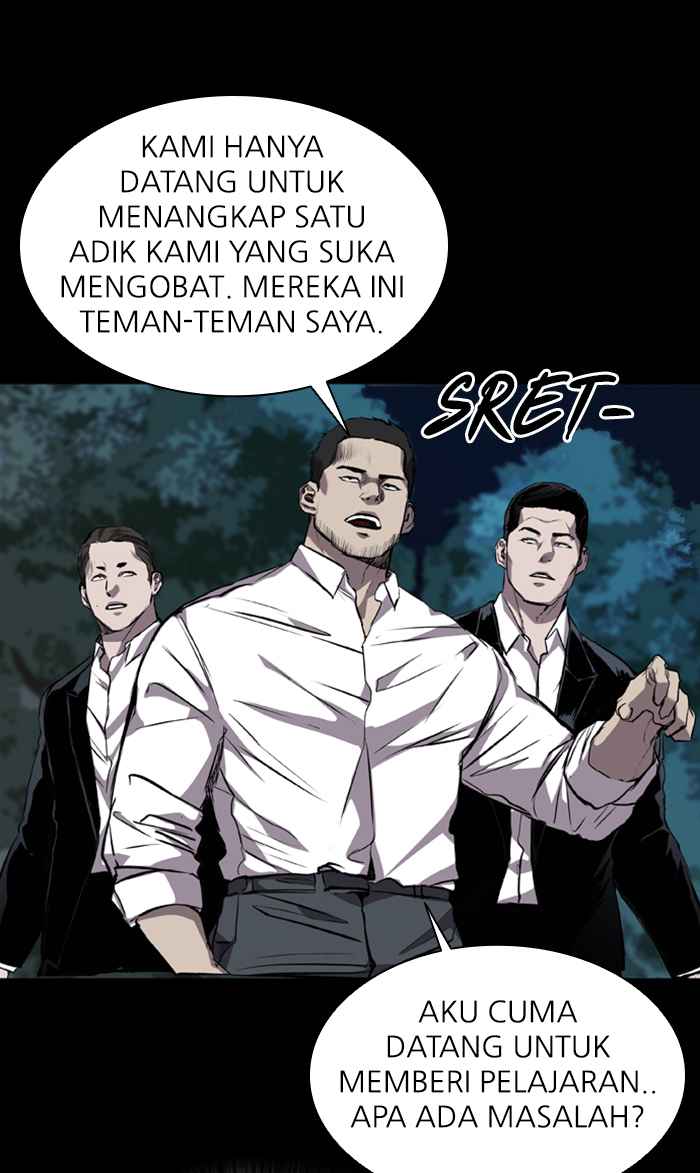 KAMI HANYA
DATANG UNTUK
MENANGKAP SATU
ADIK KAMI YANG SUKA
MENGOBAT. MEREKA INI
TEMAN-TEMAN SAYA.
SRET-
AKU CUMA
DATANG UNTUK
MEMBERI PELAJARAN..
APA ADA MASALAH?